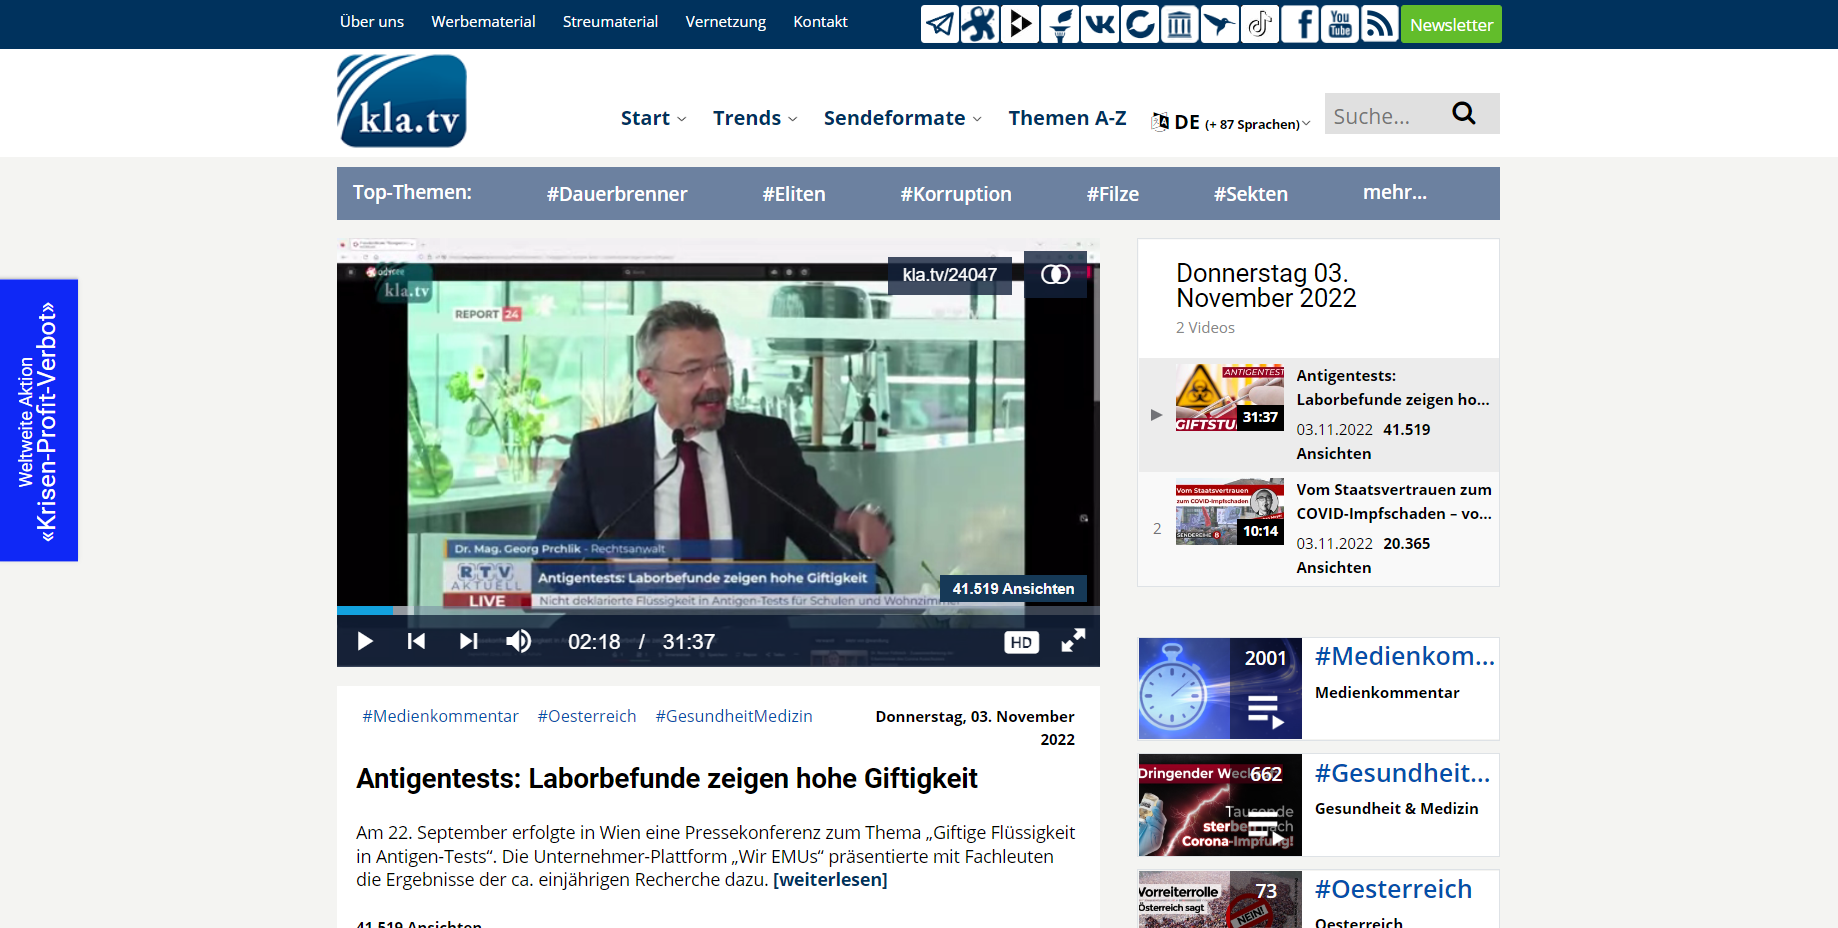 Über uns Werbematerial Streumaterial Vernetzung Kontakt
You
Tube
Newsletter
kla.tv
Start Trends Sendeformate Themen A-Z DE (+ 87 Sprachen) Suche...
Top-Themen: #Dauerbrenner #Eliten #Korruption #Filze #Sekten mehr...
Weltweite Aktion
«Krisen-Profit-Verbot»
odysee
kla.tv
kla.tv/24047
REPORT 24
Dr. Mag. Georg Prchlik - Rechtsanwalt
RTV
AKTUELL
Antigentests: Laborbefunde zeigen hohe Giftigkeit
LIVE
Nicht deklarierte Flüssigkeit in Antigen-Tests für Schulen und Wohnzimmer
41.519 Ansichten
02:18 / 31:37
HD
#Medienkommentar #Oesterreich #GesundheitMedizin
Donnerstag, 03. November
2022
Antigentests: Laborbefunde zeigen hohe Giftigkeit
Am 22. September erfolgte in Wien eine Pressekonferenz zum Thema „Giftige Flüssigkeit
in Antigen-Tests“. Die Unternehmer-Plattform „Wir EMUs“ präsentierte mit Fachleuten
die Ergebnisse der ca. einjährigen Recherche dazu. [weiterlesen]
41.519 Ansichten
Donnerstag 03.
November 2022
2 Videos
ANTIGENTEST
GIFTSTU
31:37
Antigentests:
Laborbefunde zeigen ho...
03.11.2022 41.519
Ansichten
2
Vom Staatsvertrauen
zum COVID-Impfschaden
SENDEREIHE 8
10:14
Vom Staatsvertrauen zum
COVID-Impfschaden – vo...
03.11.2022 20.365
Ansichten
2001
#Medienkom...
Medienkommentar
Dringender Weckruf
662
Tausende
sterben nach
Corona-Impfung!
#Gesundheit...
Gesundheit & Medizin
Vorreiterrolle
Österreich sagt
NEIN!
73
#Oesterreich
Oesterreich